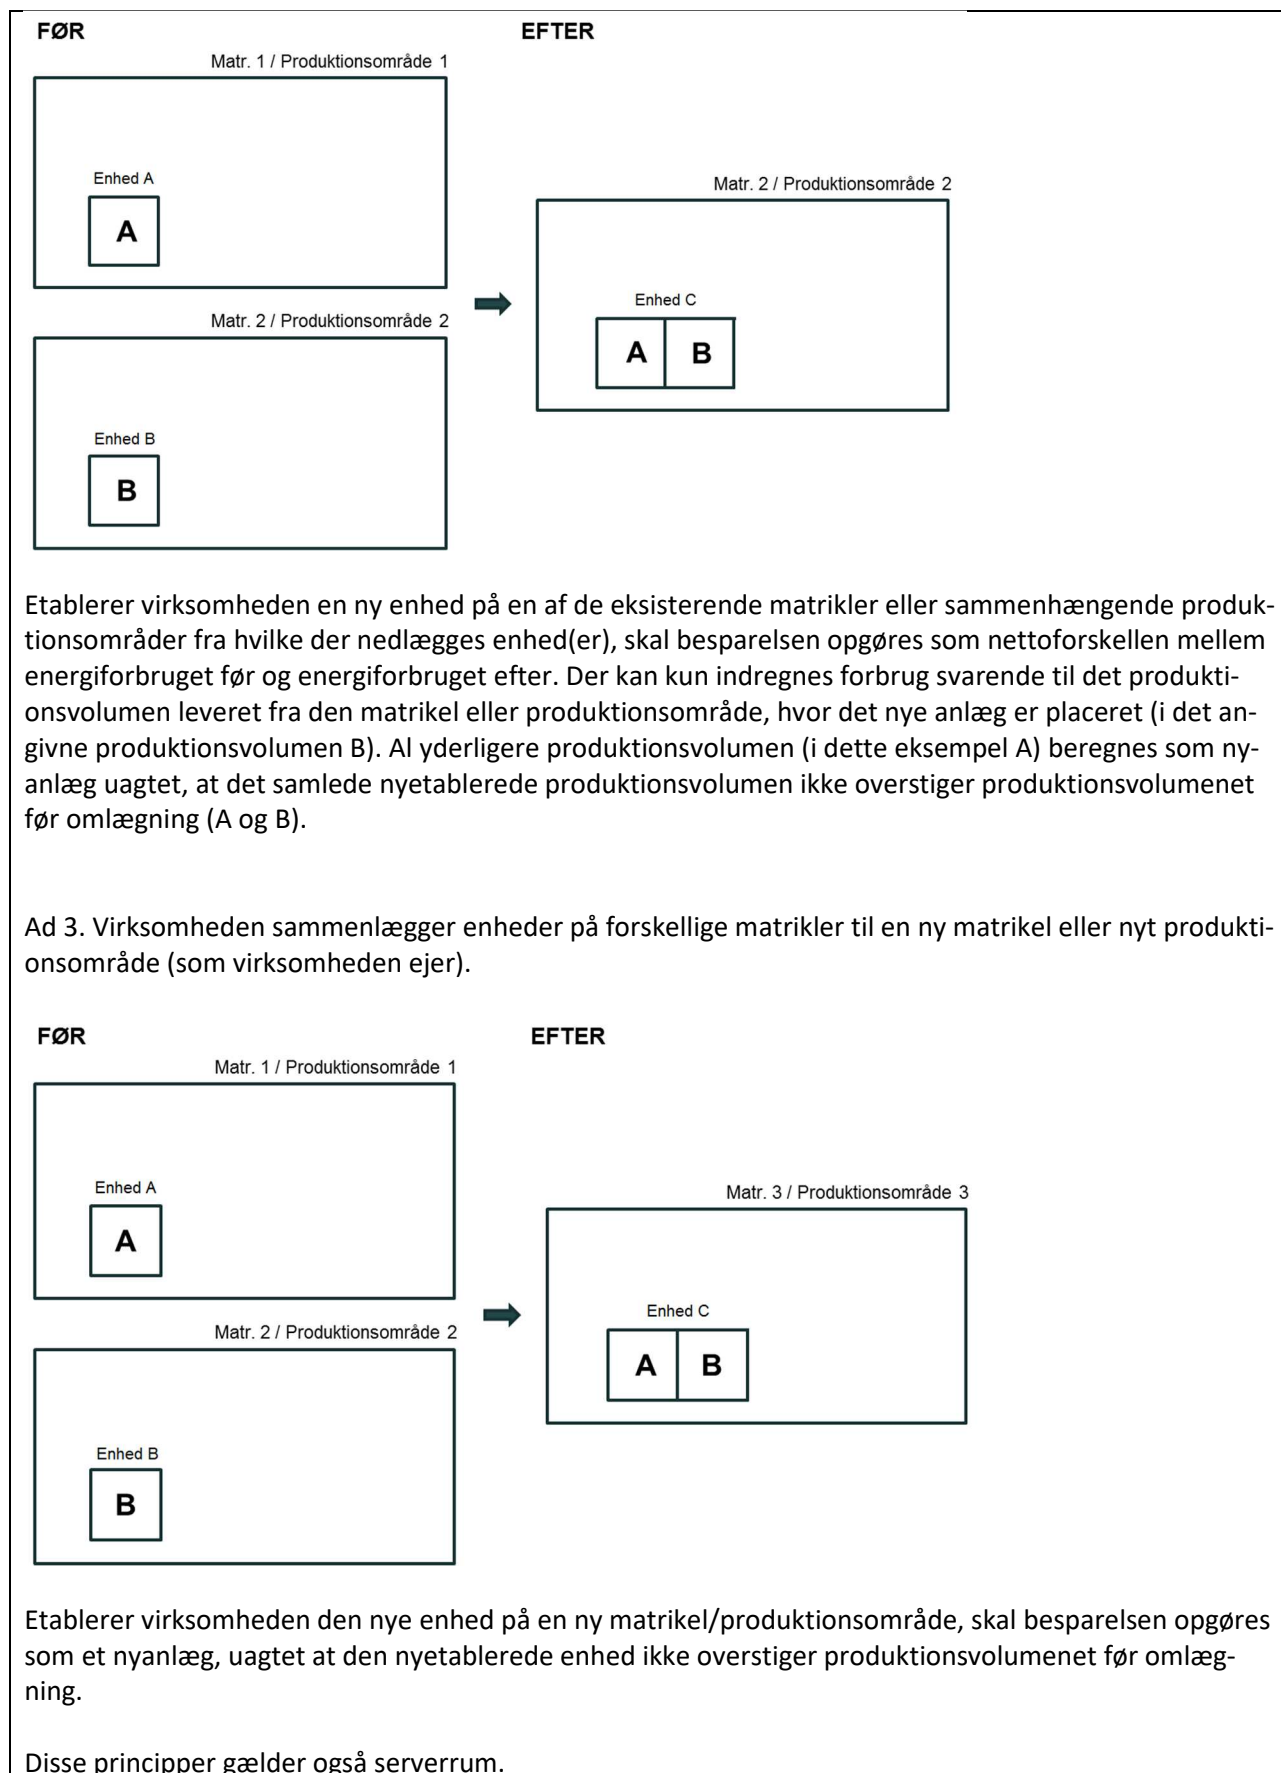 FØR
EFTER
Matr. 1 / Produktionsområde 1
Enhed A
A
Matr. 2 / Produktionsområde 2
Enhed B
B
Matr. 2 / Produktionsområde 2
Enhed C
A B
Etablerer virksomheden en ny enhed på en af de eksisterende matrikler eller sammenhængende produk-
tionsområder fra hvilke der nedlægges enhed(er), skal besparelsen opgøres som nettoforskellen mellem
energiforbruget før og energiforbruget efter. Der kan kun indregnes forbrug svarende til det produkti-
onsvolumen leveret fra den matrikel eller produktionsområde, hvor det nye anlæg er placeret (i det an-
givne produktionsvolumen B). Al yderligere produktionsvolumen (i dette eksempel A) beregnes som ny-
anlæg uagtet, at det samlede nyetablerede produktionsvolumen ikke overstiger produktionsvolumenet
før omlægning (A og B).
Ad 3. Virksomheden sammenlægger enheder på forskellige matrikler til en ny matrikel eller nyt produkti-
onsområde (som virksomheden ejer).
FØR
EFTER
Matr. 1 / Produktionsområde 1
Enhed A
A
Matr. 2 / Produktionsområde 2
Enhed B
B
Matr. 3 / Produktionsområde 3
Enhed C
A B
Etablerer virksomheden den nye enhed på en ny matrikel/produktionsområde, skal besparelsen opgøres
som et nyanlæg, uagtet at den nyetablerede enhed ikke overstiger produktionsvolumenet før omlæg-
ning.
Disse principper gælder også serverrum.